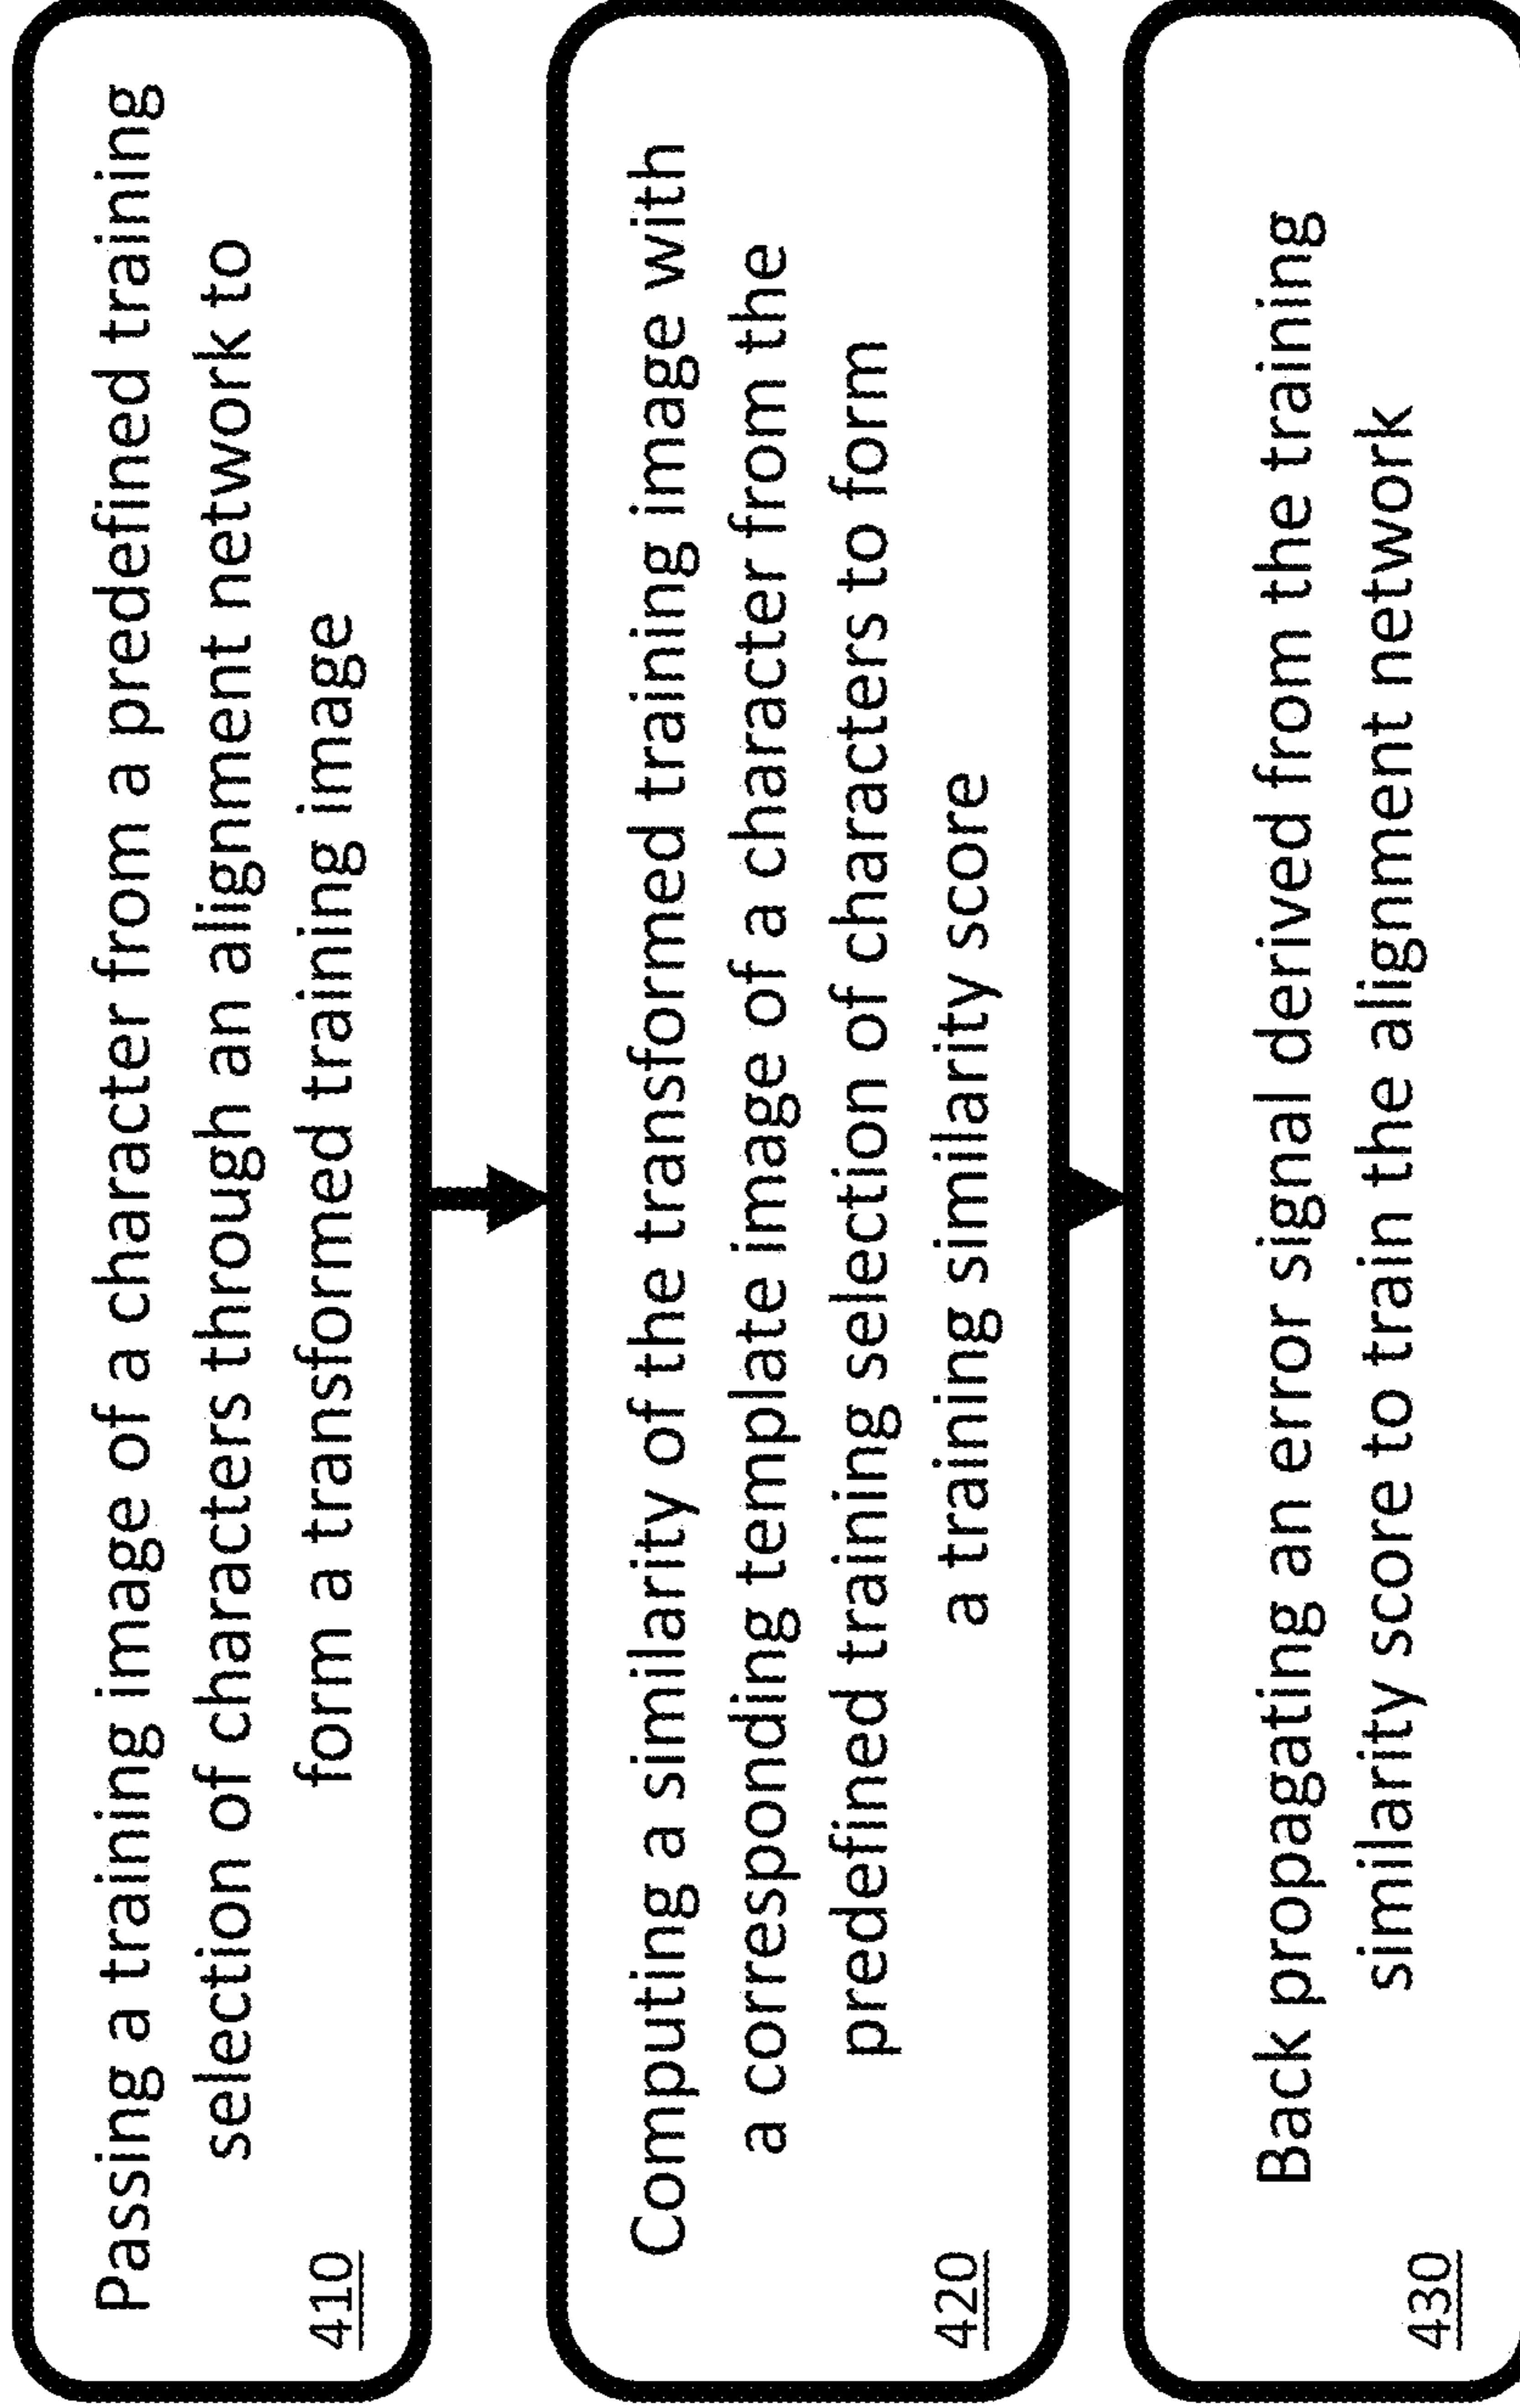 Passing a training image of a character from a predefined training
selection of characters through an alignment network to
form a transformed training image
410
Computing a similarity of the transformed training image with
a corresponding template image of a character from the
predefined training selection of characters to form
a training similarity score
420
Back propagating an error signal derived from the training
similarity score to train the alignment network
430